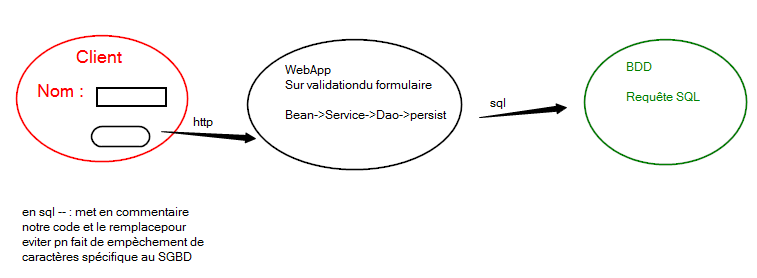 Client
Nom :
http
WebApp
Sur validationdu formulaire
Bean->Service->Dao->persist
sql
BDD
Requête SQL
en sql -- : met en commentaire
notre code et le remplacepour
eviter pn fait de empèchement de
caractères spécifique au SGBD